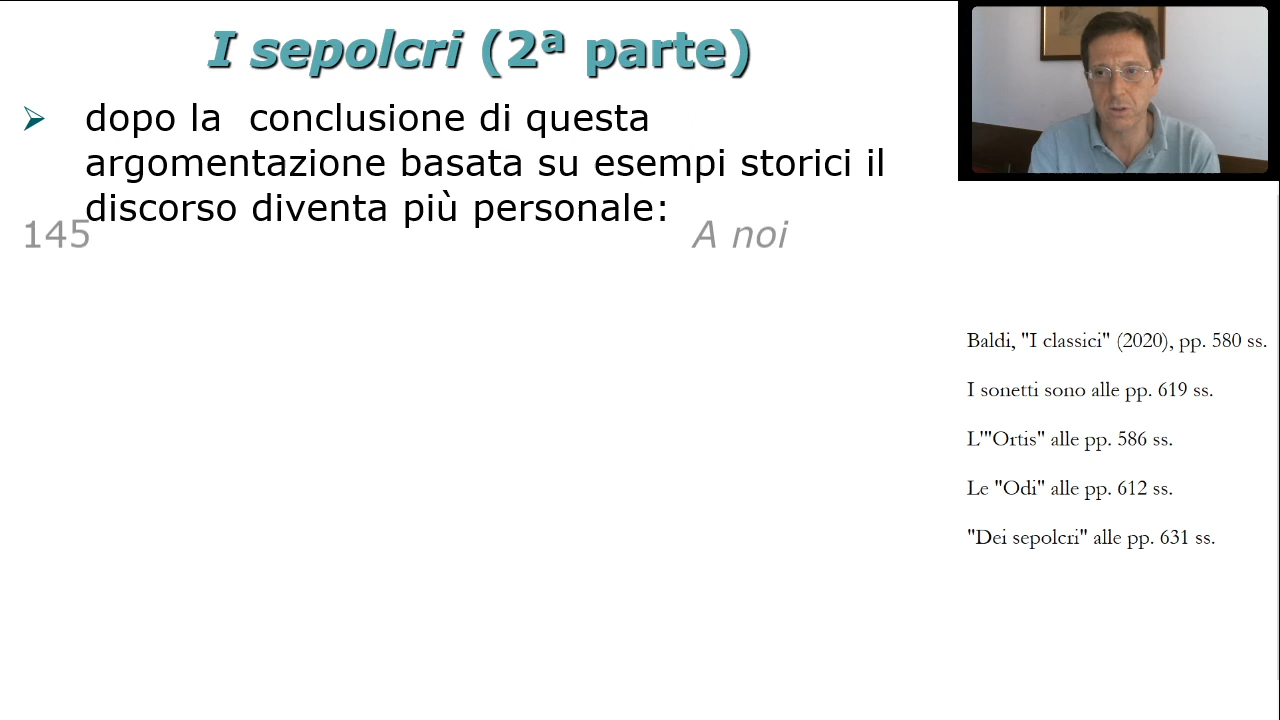 I sepolcri (2ª parte)
dopo la  conclusione di questa
argomentazione basata su esempi storici il
discorso diventa più personale:
145 A noi
Baldi, "I classici" (2020), pp. 580 ss.
I sonetti sono alle pp. 619 ss.
L'"Ortis" alle pp. 586 ss.
Le "Odi" alle pp. 612 ss.
"Dei sepolcri" alle pp. 631 ss.